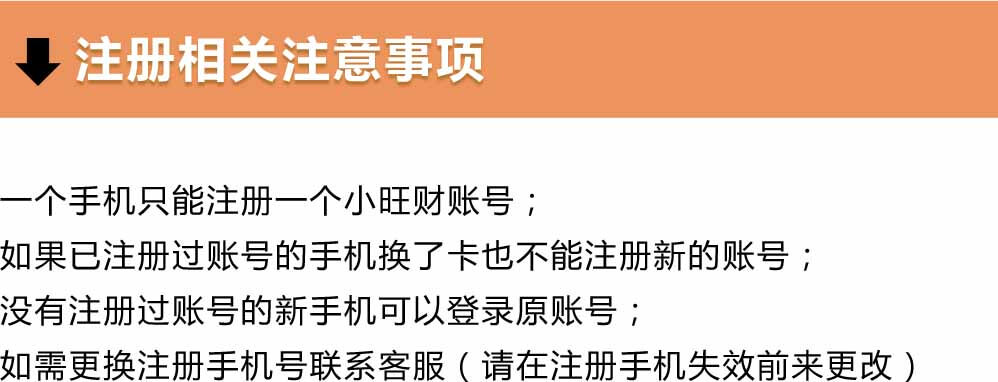 注册相关注意事项
一个手机只能注册一个小旺财账号；
如果已注册过账号的手机换了卡也不能注册新的账号；
没有注册过账号的新手机可以登录原账号；
如需更换注册手机号联系客服（请在注册手机失效前来更改）